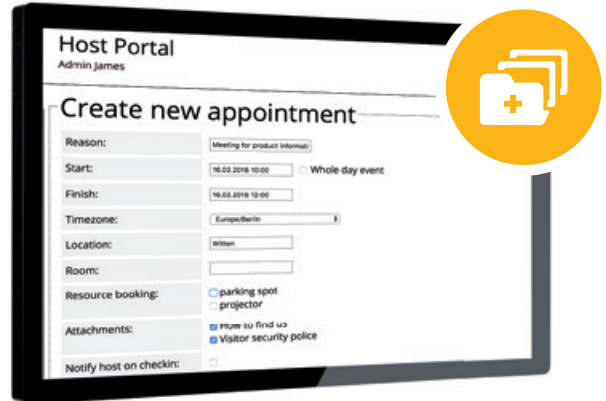 Host Portal
Admin James
Create new appointment
Reason: Meeting for product informati
Start: 16.02.2018 10:00 Whole day event
Finish: 16.02.2018 12:00
Timezone: Europe/Berlin
Location: Witten
Room:
Resource booking: parking spot
projector
Attachments: How to find us
Visitor security police
Notify host on checkin: